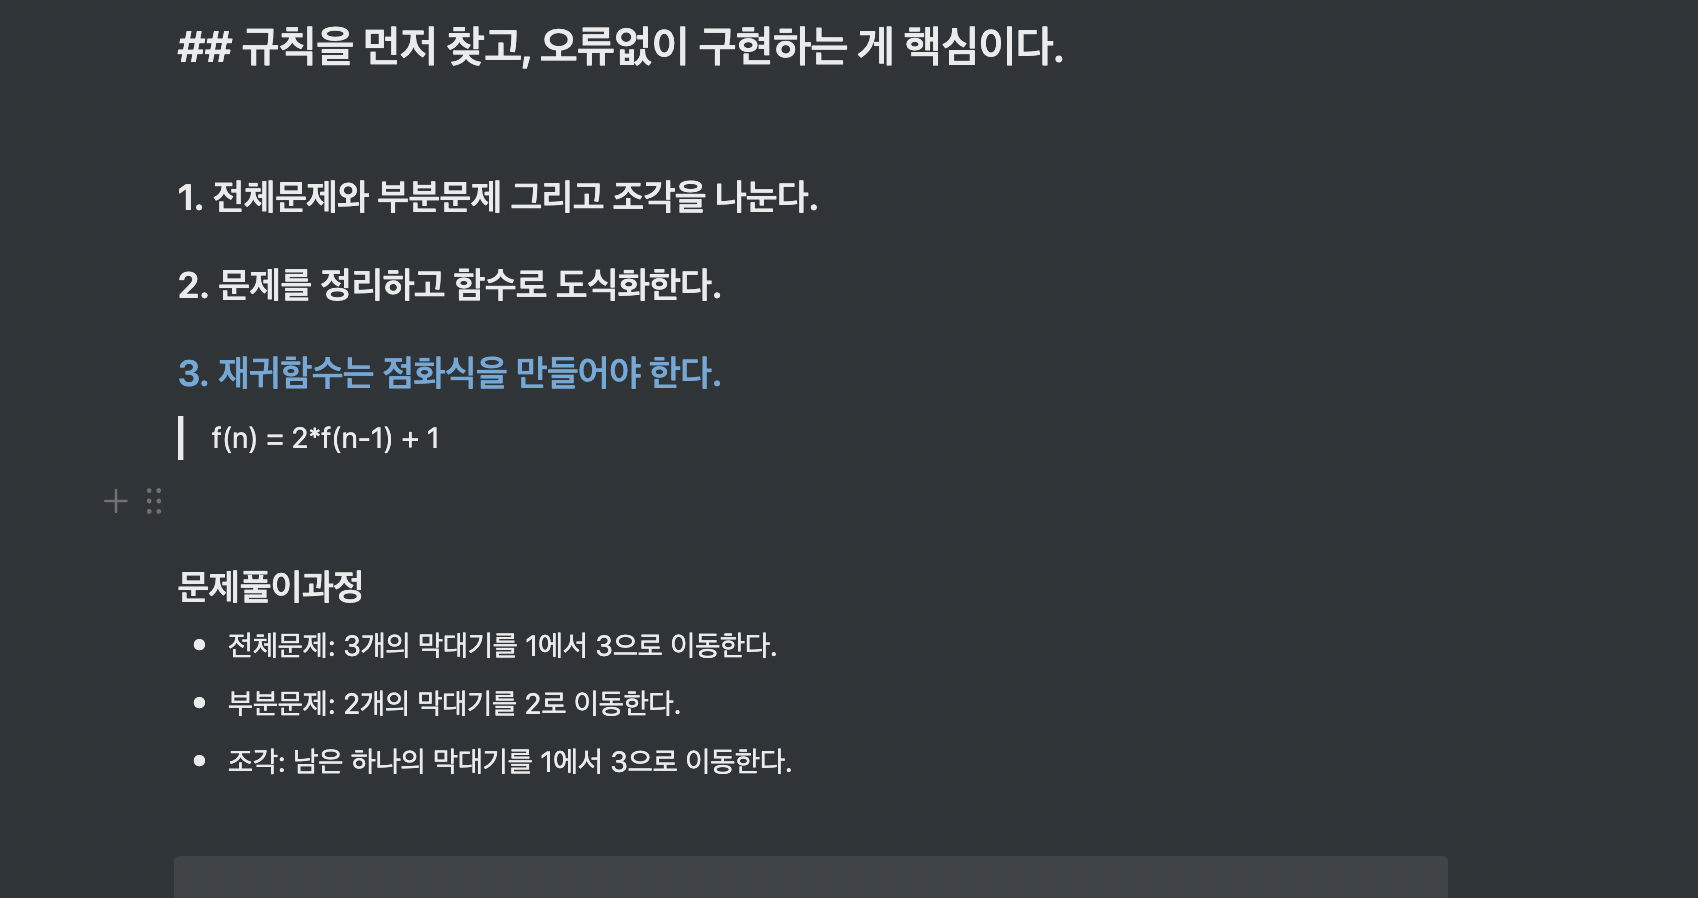 ## 규칙을 먼저 찾고, 오류없이 구현하는 게 핵심이다.
1. 전체문제와 부분문제 그리고 조각을 나눈다.
2. 문제를 정리하고 함수로 도식화한다.
3. 재귀함수는 점화식을 만들어야 한다.
f(n) = 2*f(n-1) + 1
문제풀이과정
• 전체문제: 3개의 막대기를 1에서 3으로 이동한다.
• 부분문제: 2개의 막대기를 2로 이동한다.
• 조각: 남은 하나의 막대기를 1에서 3으로 이동한다.